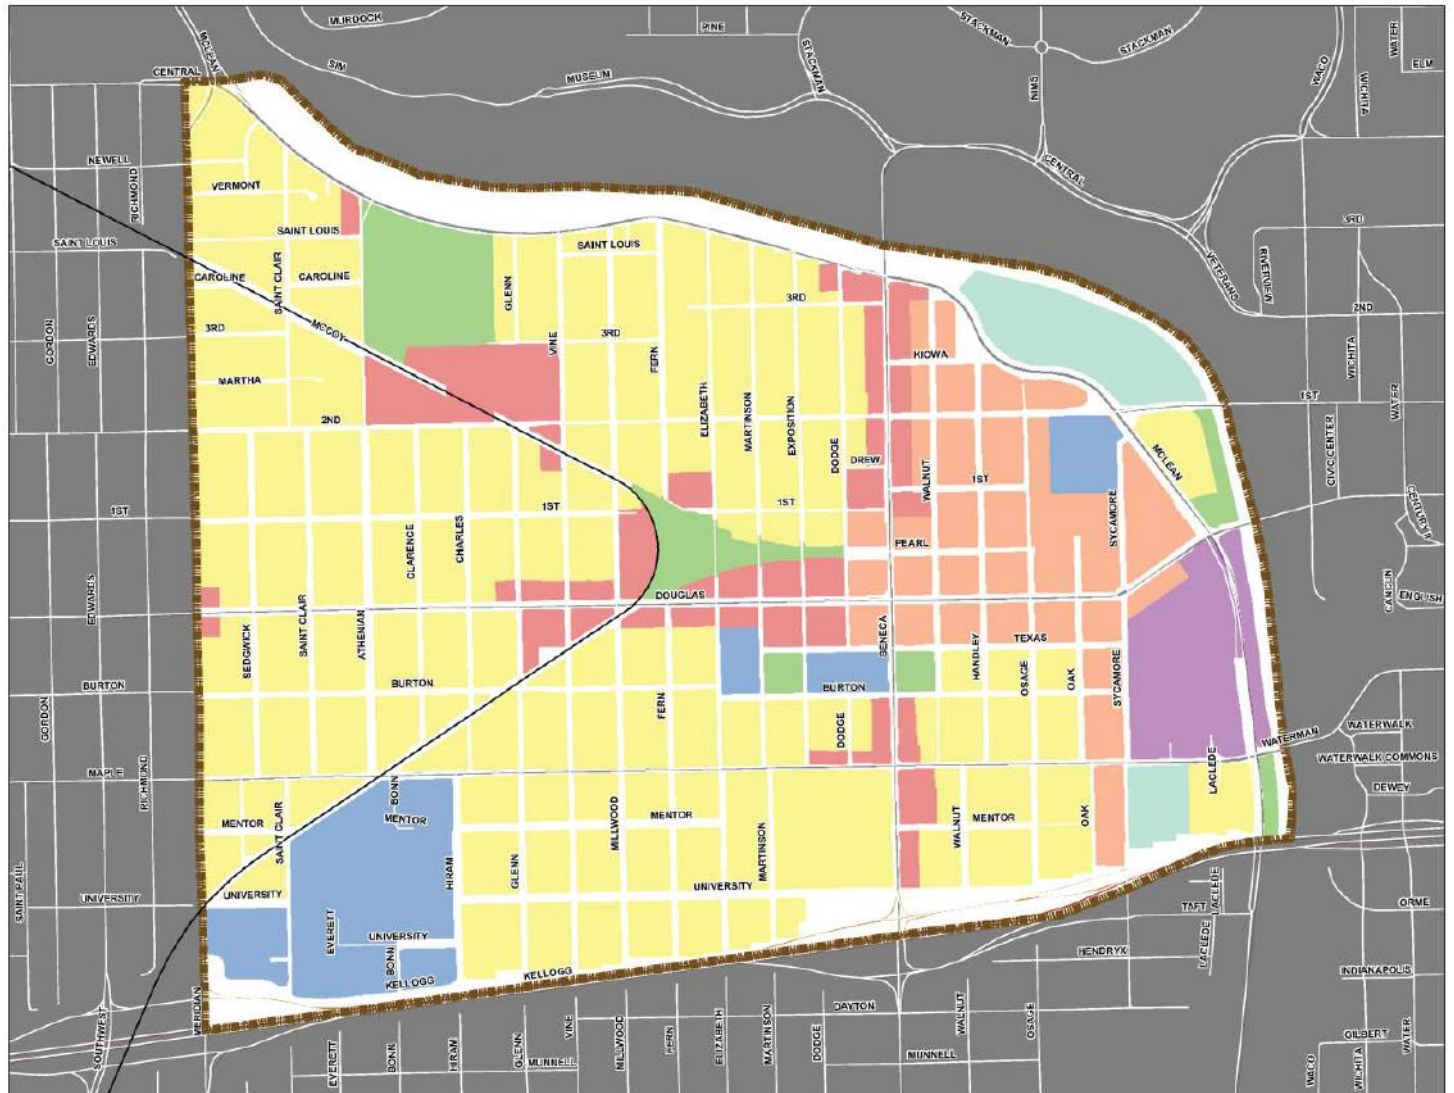 MURDOCK
PINE
STACKMAN
STACKMAN
WATER
MCLEAN
CENTRAL
SIM
MUSEUM
STACKMAN
NIMS
WACO
WICHITA
ELM
NEWELL
RICHMOND
VERMONT
CENTRAL
SAINT LOUIS
SAINT LOUIS
SAINT LOUIS
3RD
SAINT CLAIR
CAROLINE
CAROLINE
GLENN
VETERANS
RIVERVIEW
3RD
2ND
GORDON
EDWARDS
3RD
MCCOY
3RD
VINE
FERN
KIOWA
WICHITA
MARTHA
ELIZABETH
MARTINSON
EXPOSITION
1ST
WATER
2ND
DODGE
DREW
WALNUT
MCLEAN
CIVIC CENTER
1ST
1ST
1ST
1ST
SYCAMORE
CENTURY II
CLARENCE
CHARLES
PEARL
EDWARDS
DOUGLAS
CANCUN
ENGLISH
SEDGWICK
SAINT CLAIR
ATHENIAN
SENECA
HANDLEY
TEXAS
OSAGE
OAK
SYCAMORE
BURTON
BURTON
BURTON
GORDON
FERN
DODGE
WATERMAN
WATERWALK
MAPLE
RICHMOND
LACLEDE
WATERWALK COMMONS
DEWEY
BONN
MENTOR
MENTOR
SAINT CLAIR
MILLWOOD
MENTOR
MARTINSON
WALNUT
MENTOR
OAK
HIRAM
GLENN
SAINT PAUL
UNIVERSITY
UNIVERSITY
UNIVERSITY
LACLEDE
TAFT
ORME
EVERETT
UNIVERSITY
BONN
KELLOGG
KELLOGG
HENDRYX
LACLEDE
INDIANAPOLIS
MERIDIAN
SOUTHWEST
VINE
MILLWOOD
FERN
ELIZABETH
MARTINSON
DODGE
DAYTON
WALNUT
OSAGE
GILBERT
WATER
EVERETT
BONN
HIRAM
GLENN
MUNNELL
MUNNELL
WACO
WICHITA